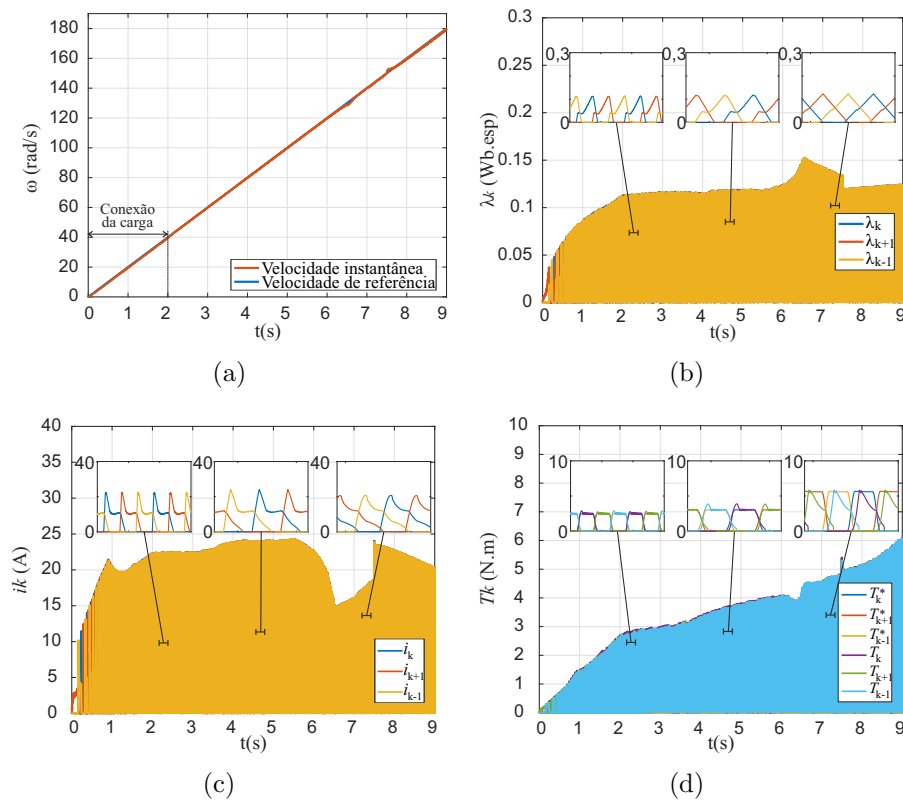 180
160
140
120
100
80
60
40
20
0
ω (rad/s)
Conexão
da carga
Velocidade instantânea
Velocidade de referência
0 1 2 3 4 5 6 7 8 9
t(s)
(a)
0.3
0.25
0.2
0.15
0.1
0.05
0
λk (Wb.esp)
0,3 0,3 0,3
0 0 0
λk
λk+1
λk-1
0 1 2 3 4 5 6 7 8 9
t(s)
(b)
40
35
30
25
20
15
10
5
0
ik (A)
40 40 40
0 0 0
ik
ik+1
ik-1
0 1 2 3 4 5 6 7 8 9
t(s)
(c)
10
9
8
7
6
5
4
3
2
1
0
Tk (N.m)
10 10 10
0 0 0
T*k
T*k+1
T*k-1
Tk
Tk+1
Tk-1
0 1 2 3 4 5 6 7 8 9
t(s)
(d)